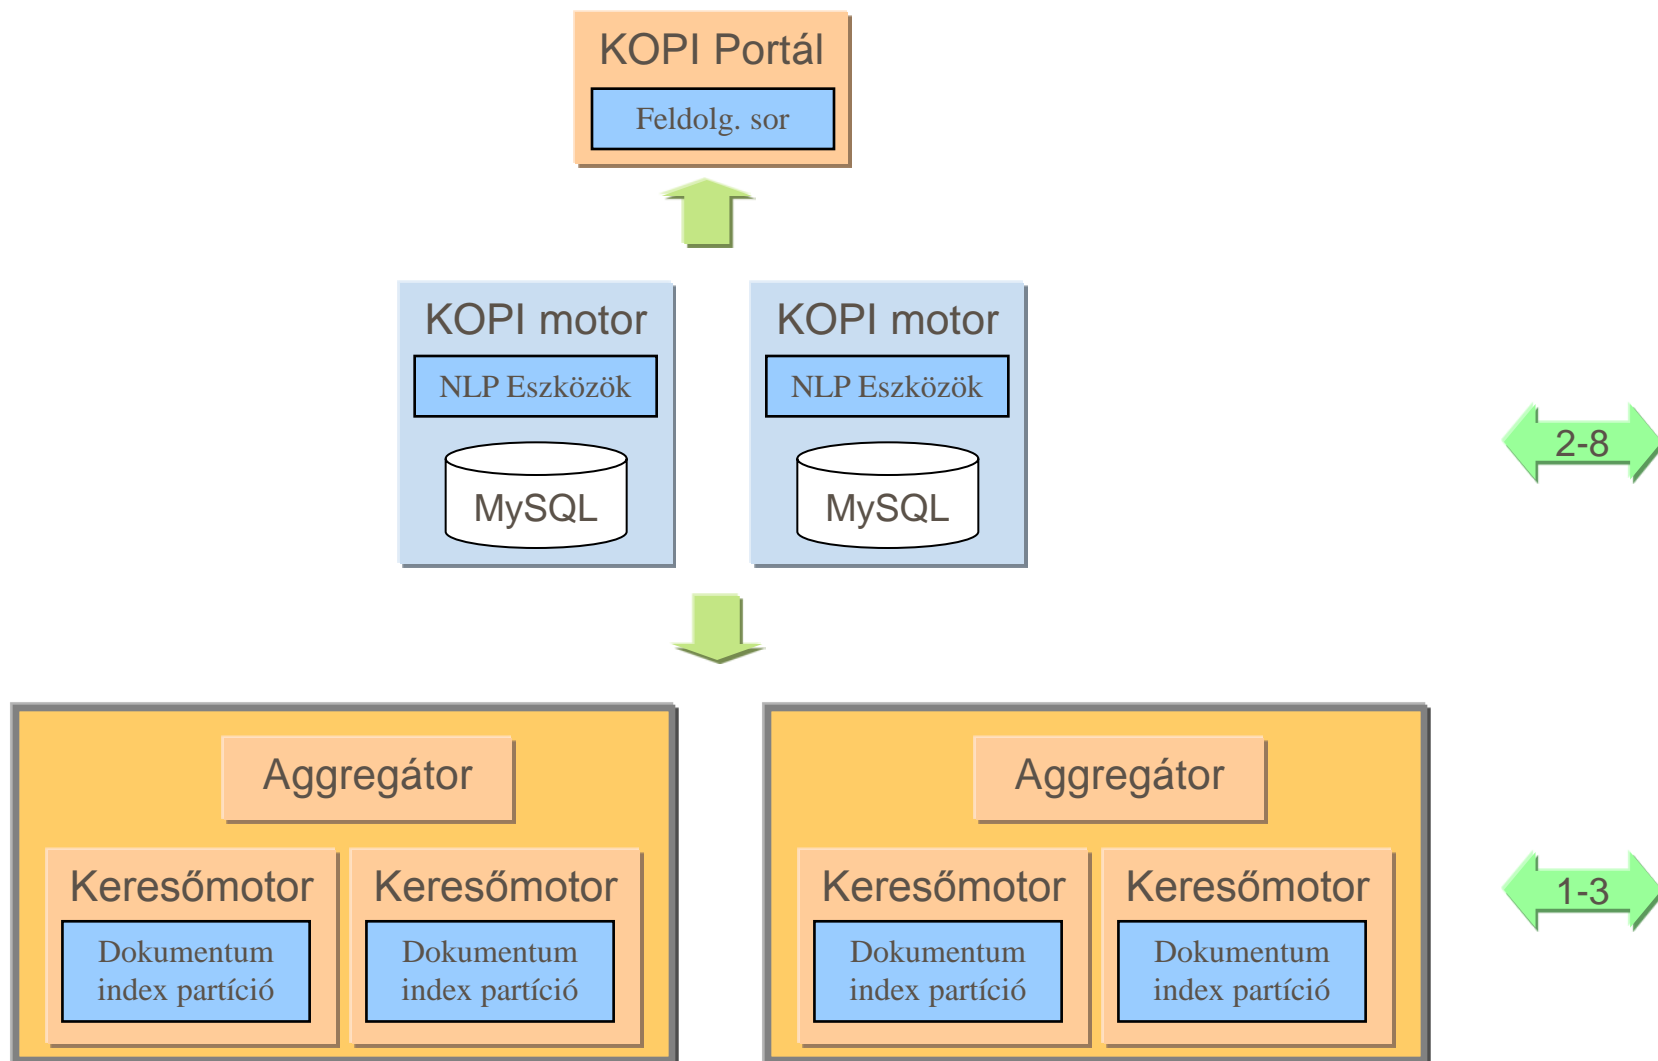 KOPI Portál
Feldolg. sor
KOPI motor
NLP Eszközök
MySQL
KOPI motor
NLP Eszközök
MySQL
2-8
Aggregátor
Keresőmotor
Dokumentum
index partíció
Keresőmotor
Dokumentum
index partíció
Aggregátor
Keresőmotor
Dokumentum
index partíció
Keresőmotor
Dokumentum
index partíció
1-3